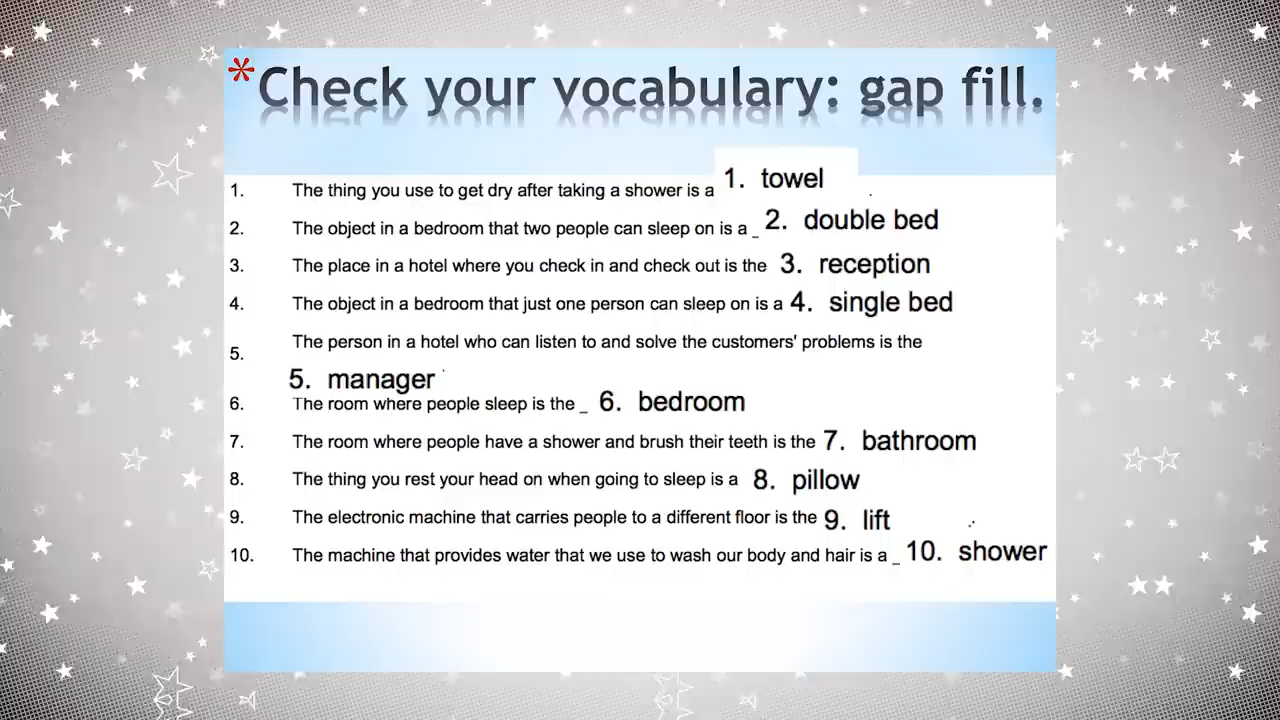 *Check your vocabulary: gap fill.
1. The thing you use to get dry after taking a shower is a 1. towel .
2. The object in a bedroom that two people can sleep on is a _ 2. double bed
3. The place in a hotel where you check in and check out is the 3. reception
4. The object in a bedroom that just one person can sleep on is a 4. single bed
5. The person in a hotel who can listen to and solve the customers' problems is the
5. manager
6. The room where people sleep is the _ 6. bedroom
7. The room where people have a shower and brush their teeth is the 7. bathroom
8. The thing you rest your head on when going to sleep is a 8. pillow
9. The electronic machine that carries people to a different floor is the 9. lift
10. The machine that provides water that we use to wash our body and hair is a _ 10. shower